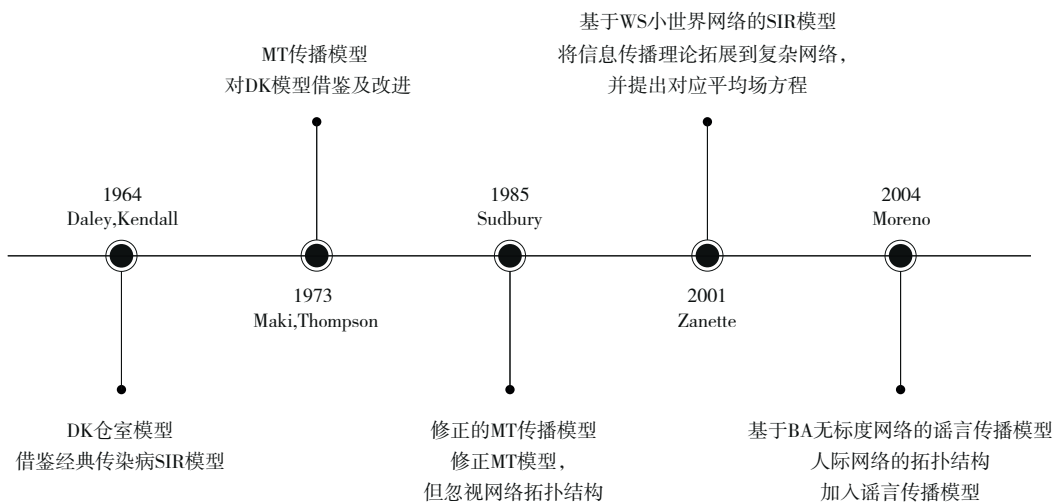 1964
Daley,Kendall
DK仓室模型
借鉴经典传染病SIR模型
MT传播模型
对DK模型借鉴及改进
1973
Maki,Thompson
1985
Sudbury
修正的MT传播模型
修正MT模型，
但忽视网络拓扑结构
基于WS小世界网络的SIR模型
将信息传播理论拓展到复杂网络，
并提出对应平均场方程
2001
Zanette
2004
Moreno
基于BA无标度网络的谣言传播模型
人际网络的拓扑结构
加入谣言传播模型